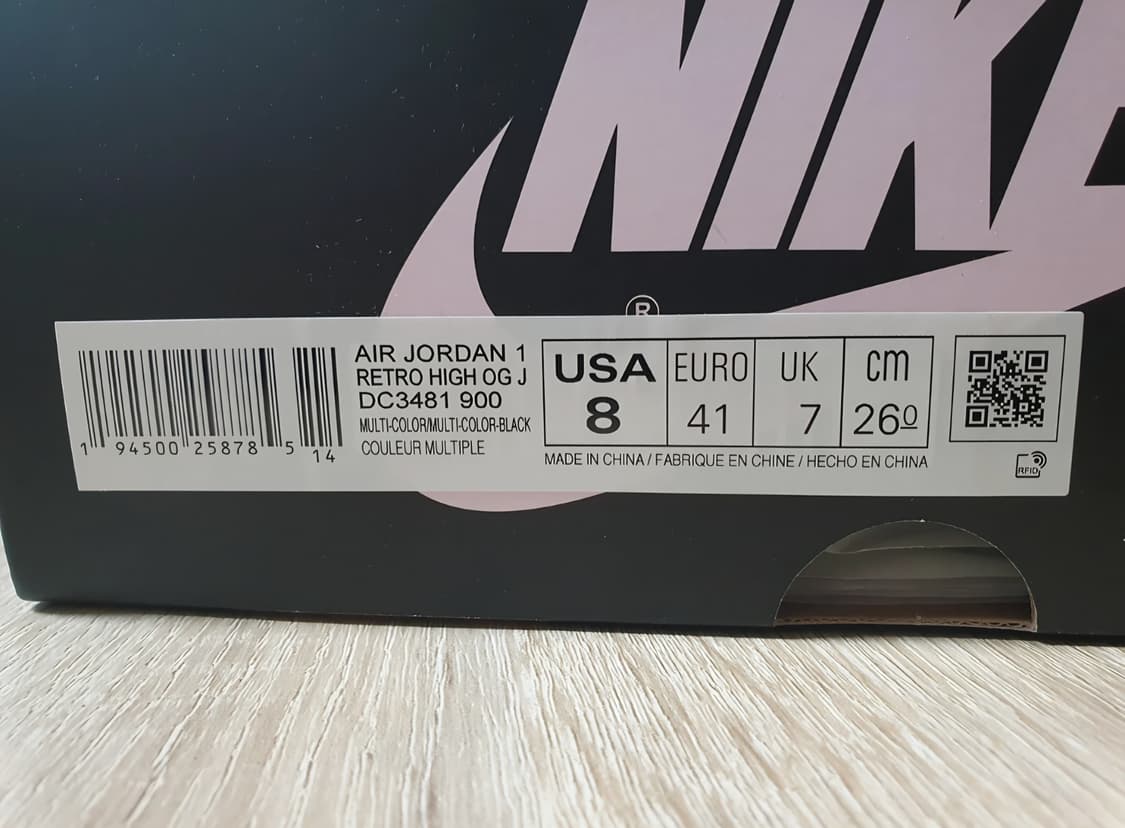 NIKE
®
AIR JORDAN 1
RETRO HIGH OG J
DC3481 900
MULTI-COLOR/MULTI-COLOR-BLACK
COULEUR MULTIPLE
1 94500 25878 5 14
USA EURO UK cm
8 41 7 260
MADE IN CHINA / FABRIQUE EN CHINE / HECHO EN CHINA
RFID